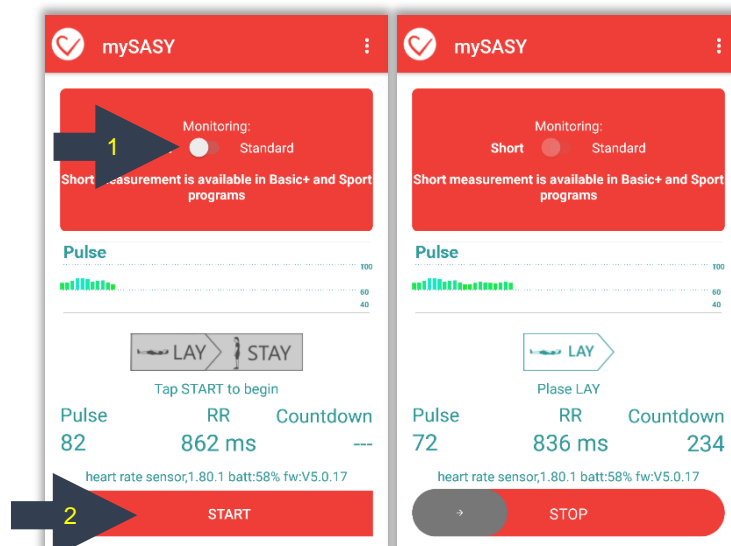 mySASY
Monitoring:
1
Standard
Short measurement is available in Basic+ and Sport
programs
Pulse
100
60
40
LAY STAY
Tap START to begin
Pulse RR Countdown
82 862 ms ---
heart rate sensor,1.80.1 batt:58% fw:V5.0.17
2
START
mySASY
Monitoring:
Short Standard
Short measurement is available in Basic+ and Sport
programs
Pulse
100
60
40
LAY
Plase LAY
Pulse RR Countdown
72 836 ms 234
heart rate sensor,1.80.1 batt:58% fw:V5.0.17
STOP